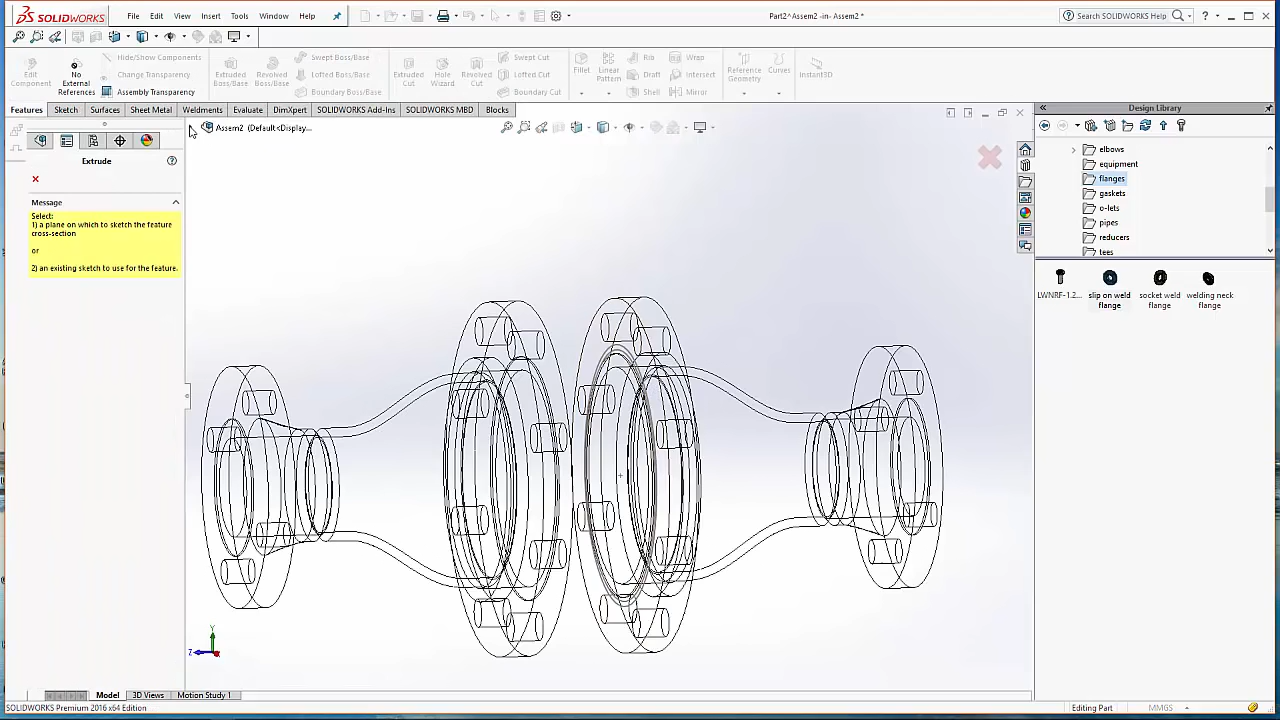 SOLIDWORKS
File Edit View Insert Tools Window Help
Part2^Assem2 -in- Assem2 *
Search SOLIDWORKS Help
Edit Component
No External References
Hide/Show Components
Change Transparency
Assembly Transparency
Extruded Boss/Base
Revolved Boss/Base
Swept Boss/Base
Lofted Boss/Base
Boundary Boss/Base
Extruded Cut
Hole Wizard
Revolved Cut
Swept Cut
Lofted Cut
Boundary Cut
Fillet
Linear Pattern
Rib
Draft
Shell
Wrap
Intersect
Mirror
Reference Geometry
Curves
Instant3D
Features Sketch Surfaces Sheet Metal Weldments Evaluate DimXpert SOLIDWORKS Add-Ins SOLIDWORKS MBD Blocks
Design Library
Assem2 (Default<Display...
Extrude
Message
Select:
1) a plane on which to sketch the feature
cross-section
or
2) an existing sketch to use for the feature.
elbows
equipment
flanges
gaskets
o-lets
pipes
reducers
tees
LWNRF-1.2...
slip on weld flange
socket weld flange
welding neck flange
Y
Z
Model 3D Views Motion Study 1
SOLIDWORKS Premium 2016 x64 Edition
Editing Part
MMGS